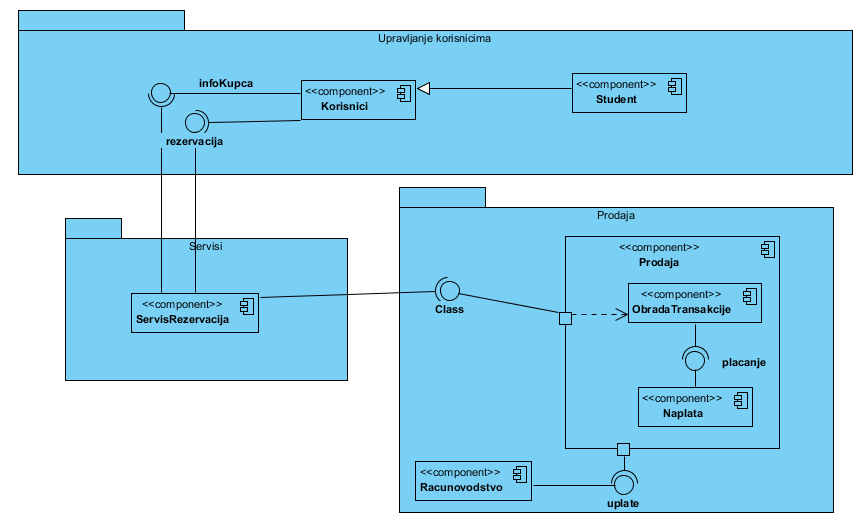 Upravljanje korisnicima
infoKupca
<<component>>
Korisnici
<<component>>
Student
rezervacija
Servisi
<<component>>
ServisRezervacija
Prodaja
<<component>>
Prodaja
Class
<<component>>
ObradaTransakcije
placanje
<<component>>
Naplata
<<component>>
Racunovodstvo
uplate